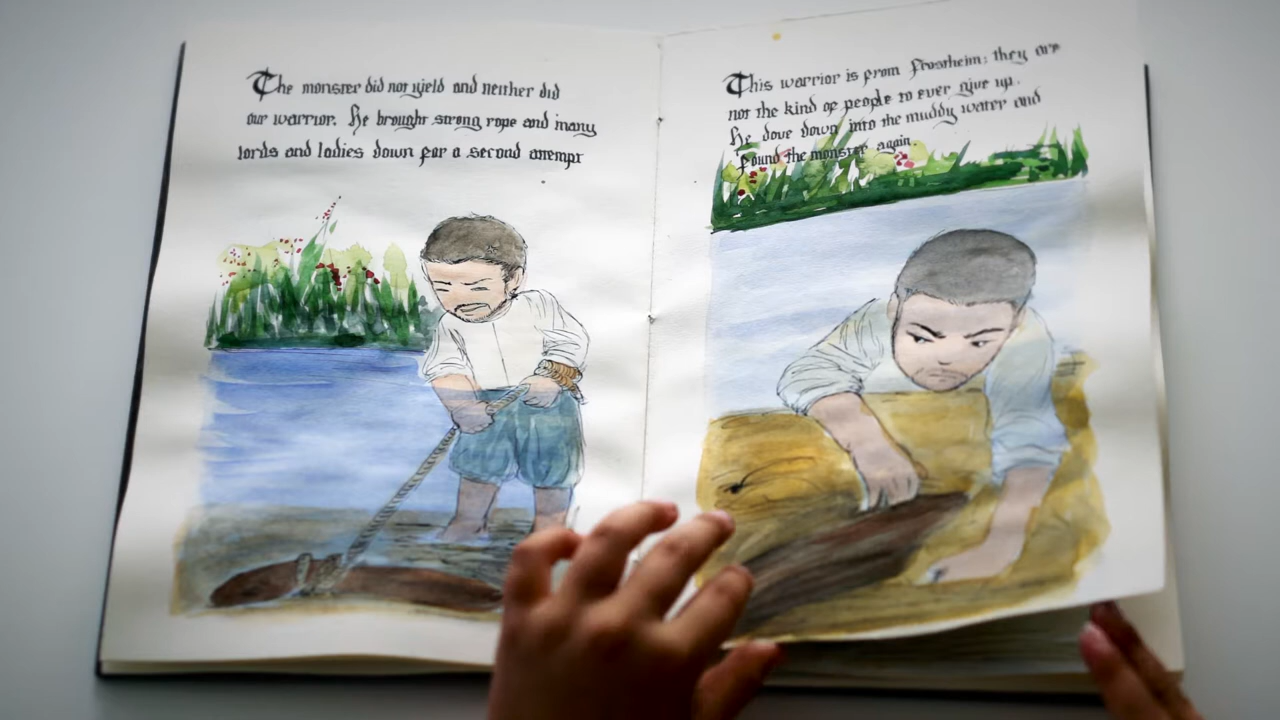 The monster did not yield and neither did
our warrior. He brought strong rope and many
lords and ladies down for a second attempt
This warrior is from Frostheim: they are
not the kind of people to ever give up.
He dove down into the muddy water and
found the monster again